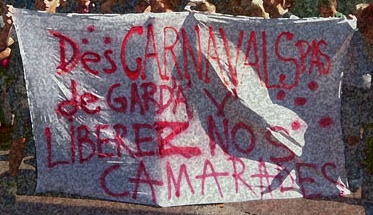 Des CARNAVALS PAS
de GARDA V
LIBEREZ NOS
CAMARADES